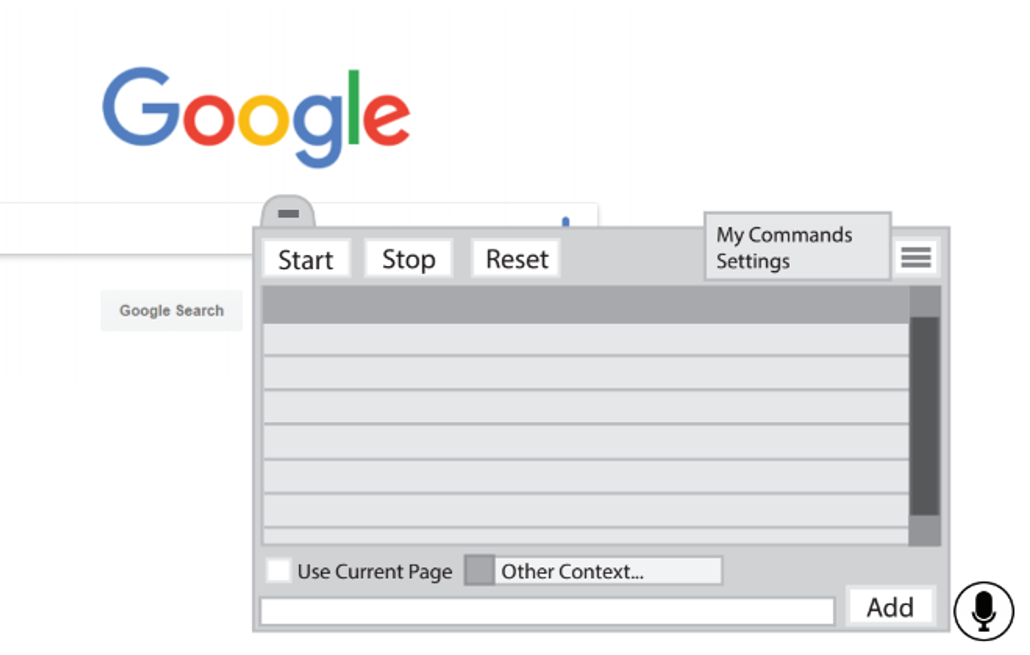 Google
My Commands
Settings
Start Stop Reset
Google Search
Use Current Page Other Context...
Add